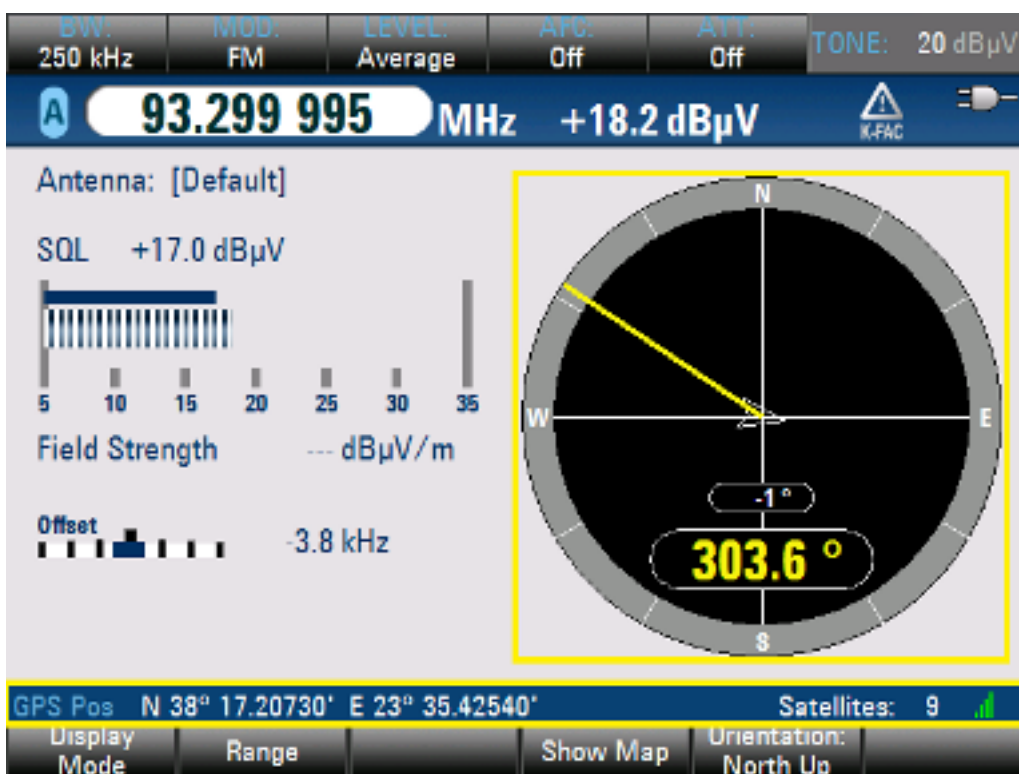 BW: MOD: LEVEL: AFC: ATT: TONE: 20 dBµV
250 kHz FM Average Off Off
A 93.299 995 MHz +18.2 dBµV K-FAC
Antenna: [Default]
N
SQL +17.0 dBµV
5 10 15 20 25 30 35
W E
Field Strength --- dBµV/m
-1 °
Offset -3.8 kHz
303.6 °
S
GPS Pos N 38° 17.20730' E 23° 35.42540' Satellites: 9
Display Mode Range Show Map Orientation: North Up